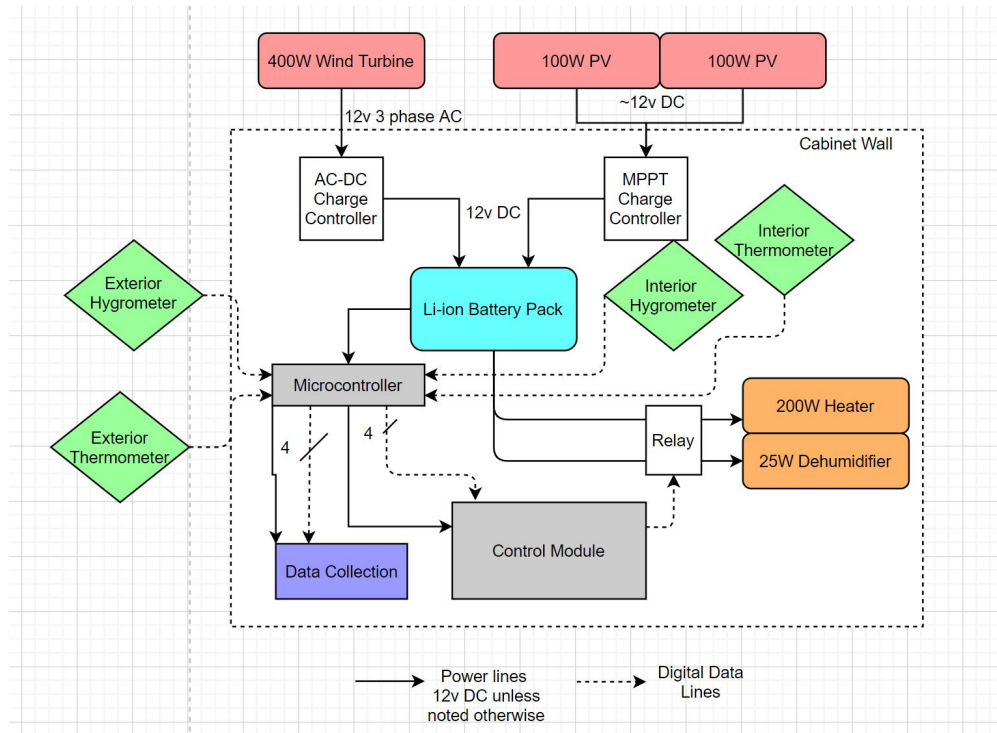 400W Wind Turbine
100W PV
100W PV
~12v DC
12v 3 phase AC
Cabinet Wall
AC-DC
Charge
Controller
MPPT
Charge
Controller
12v DC
Interior
Thermometer
Exterior
Hygrometer
Li-ion Battery Pack
Interior
Hygrometer
Microcontroller
200W Heater
Exterior
Thermometer
4
4
Relay
25W Dehumidifier
Control Module
Data Collection
Power lines
12v DC unless
noted otherwise
Digital Data
Lines